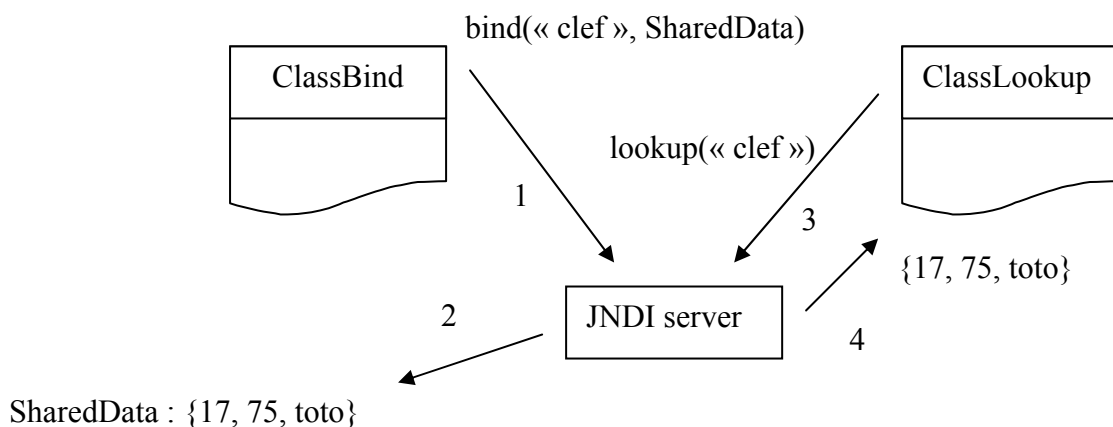 bind(« clef », SharedData)
ClassBind
ClassLookup
lookup(« clef »)
1
3
{17, 75, toto}
2
JNDI server
4
SharedData : {17, 75, toto}